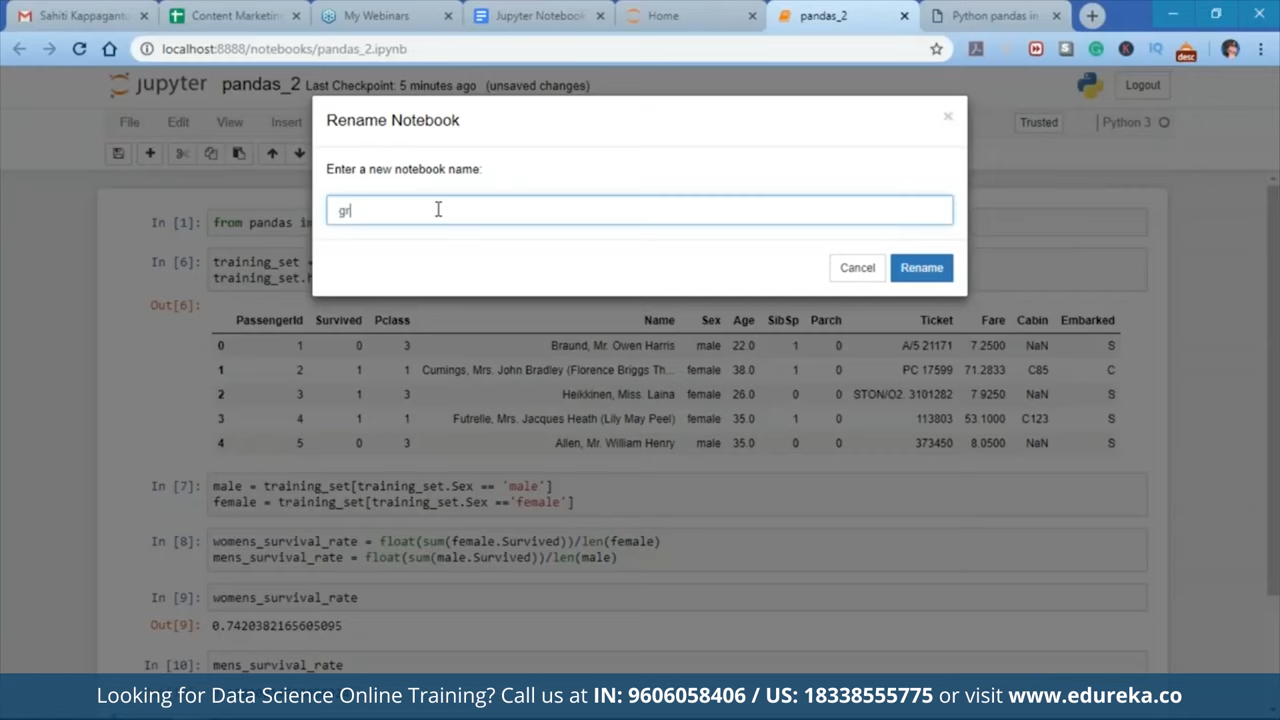 Sahiti Kappagant
Content Marketin
My Webinars
Jupyter Notebook
Home
pandas_2
Python pandas in
localhost:8888/notebooks/pandas_2.ipynb
IQ
desc
jupyter pandas_2 Last Checkpoint: 5 minutes ago (unsaved changes)
Logout
File Edit View Insert
Trusted
Python 3
Rename Notebook
Enter a new notebook name:
gr
Cancel
Rename
In [1]: from pandas im
In [6]: training_set =
training_set.h
Out[6]:
PassengerId Survived Pclass Name Sex Age SibSp Parch Ticket Fare Cabin Embarked
0 1 0 3 Braund, Mr. Owen Harris male 22.0 1 0 A/5 21171 7.2500 NaN S
1 2 1 1 Cumings, Mrs. John Bradley (Florence Briggs Th... female 38.0 1 0 PC 17599 71.2833 C85 C
2 3 1 3 Heikkinen, Miss. Laina female 26.0 0 0 STON/O2. 3101282 7.9250 NaN S
3 4 1 1 Futrelle, Mrs. Jacques Heath (Lily May Peel) female 35.0 1 0 113803 53.1000 C123 S
4 5 0 3 Allen, Mr. William Henry male 35.0 0 0 373450 8.0500 NaN S
In [7]: male = training_set[training_set.Sex == 'male']
female = training_set[training_set.Sex =='female']
In [8]: womens_survival_rate = float(sum(female.Survived))/len(female)
mens_survival_rate = float(sum(male.Survived))/len(male)
In [9]: womens_survival_rate
Out[9]: 0.7420382165605095
In [10]: mens_survival_rate
Looking for Data Science Online Training? Call us at IN: 9606058406 / US: 18338555775 or visit www.edureka.co